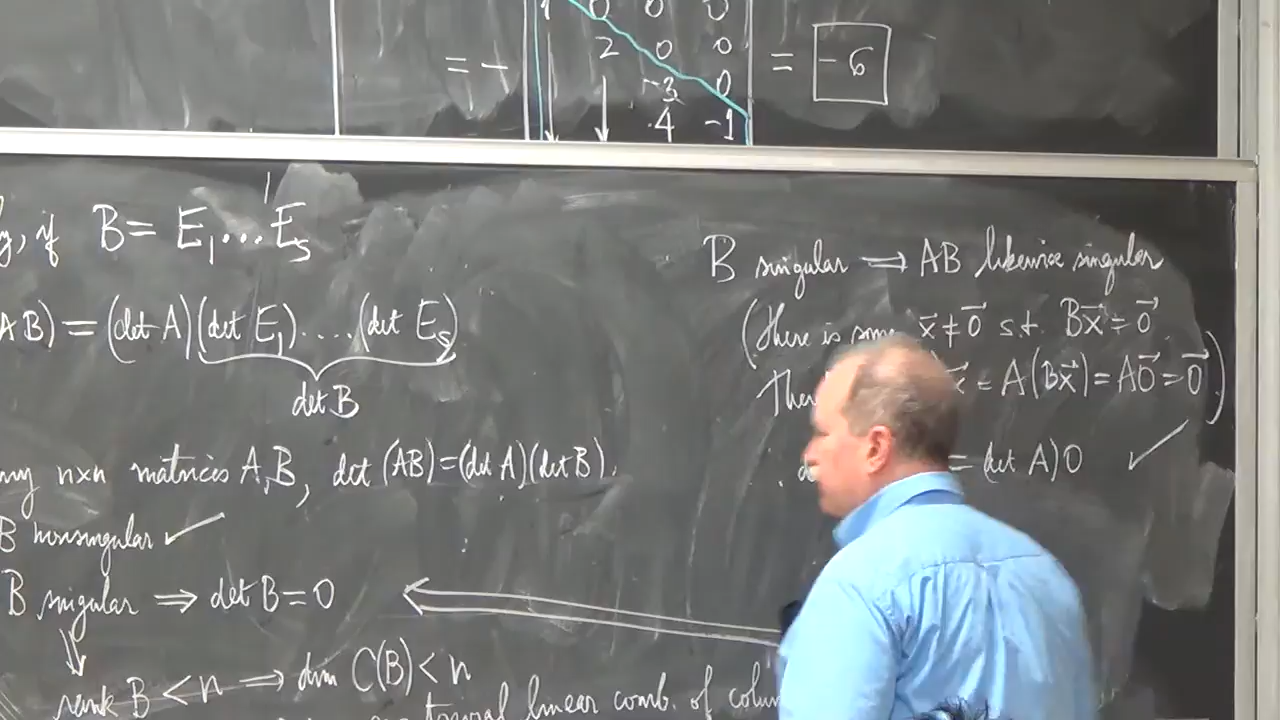 1 0 0 0
= - 2 0 0 = -6
-3 0
4 -1
if B = E₁ ... Eₛ
AB) = (det A)(det E₁) .... (det Eₛ)
det B
ny n×n matrices A,B, det (AB)=(det A)(det B).
B nonsingular ✓
B singular ⇒ det B = 0
⇓
rank B < n ⇒ dim C(B) < n
linear comb. of colum
B singular ⇒ AB likewise singular
(There is some x⃗≠0⃗ s.t. Bx⃗=0⃗
Then x⃗ = A(Bx⃗) = A0⃗ = 0⃗)
= det A)0 ✓